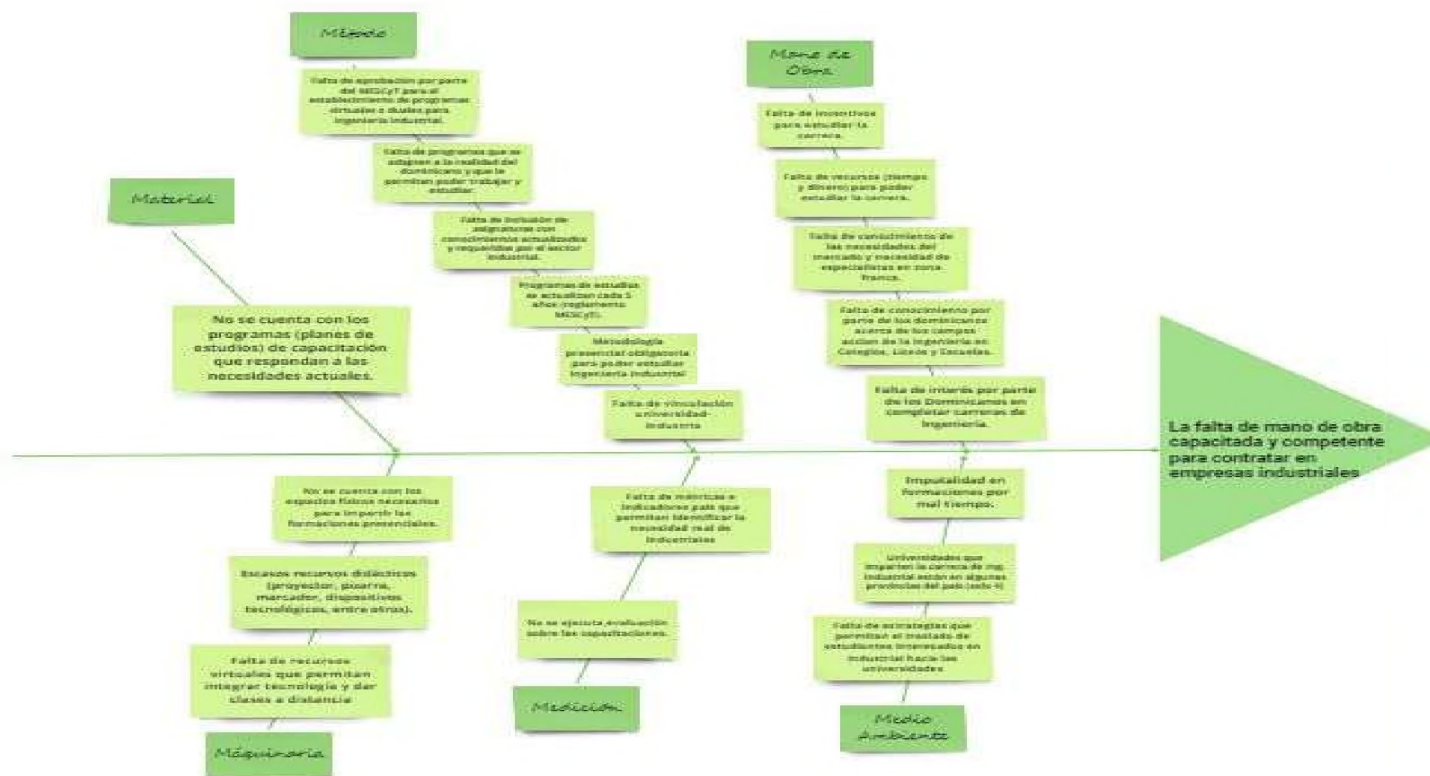 Método
Falta de aprobación por parte
del MESCyT para el
establecimiento de programas
virtuales o duales para
Ingeniería Industrial.
Falta de programas que se
adapten a la realidad del
dominicano y que le
permitan poder trabajar y
estudiar
Falta de inclusión de
asignaturas con
conocimientos actualizados
y requeridos por el sector
industrial.
Programas de estudios
se actualizan cada 5
años (reglamento
MESCyT).
Metodología
presencial obligatoria
para poder estudiar
Ingeniería Industrial
Falta de vinculación
universidad-
industria
Mano de
Obra
Falta de incentivos
para estudiar la
carrera.
Falta de recursos (tiempo
y dinero) para poder
estudiar la carrera.
Falta de conocimiento de
las necesidades del
mercado y necesidad de
especialistas en zona
franca.
Falta de conocimiento por
parte de los dominicanos
acerca de los campos
accion de la ingeniería en
Colegios, Liceos y Escuelas.
Falta de interés por parte
de los Dominicanos en
completar carreras de
Ingeniería.
Material
No se cuenta con los
programas (planes de
estudios) de capacitación
que respondan a las
necesidades actuales.
La falta de mano de obra
capacitada y competente
para contratar en
empresas industriales
No se cuenta con los
espacios físicos necesarios
para impartir las
formaciones presenciales.
Escasos recursos didácticos
(proyector, pizarra,
marcador, dispositivos
tecnológicos, entre otros).
Falta de recursos
virtuales que permitan
integrar tecnología y dar
clases a distancia
Máquinaria
Falta de métricas e
indicadores país que
permitan identificar la
necesidad real de
Industriales
No se ejecuta evaluación
sobre las capacitaciones.
Medición
Imputalidad en
formaciones por
mal tiempo.
Universidades que
imparten la carrera de ing.
Industrial están en algunas
provincias del país (solo
Falta de estrategias que
permitan el traslado de
estudiantes interesados en
Industrial hacia las
universidades
Medio
Ambiente